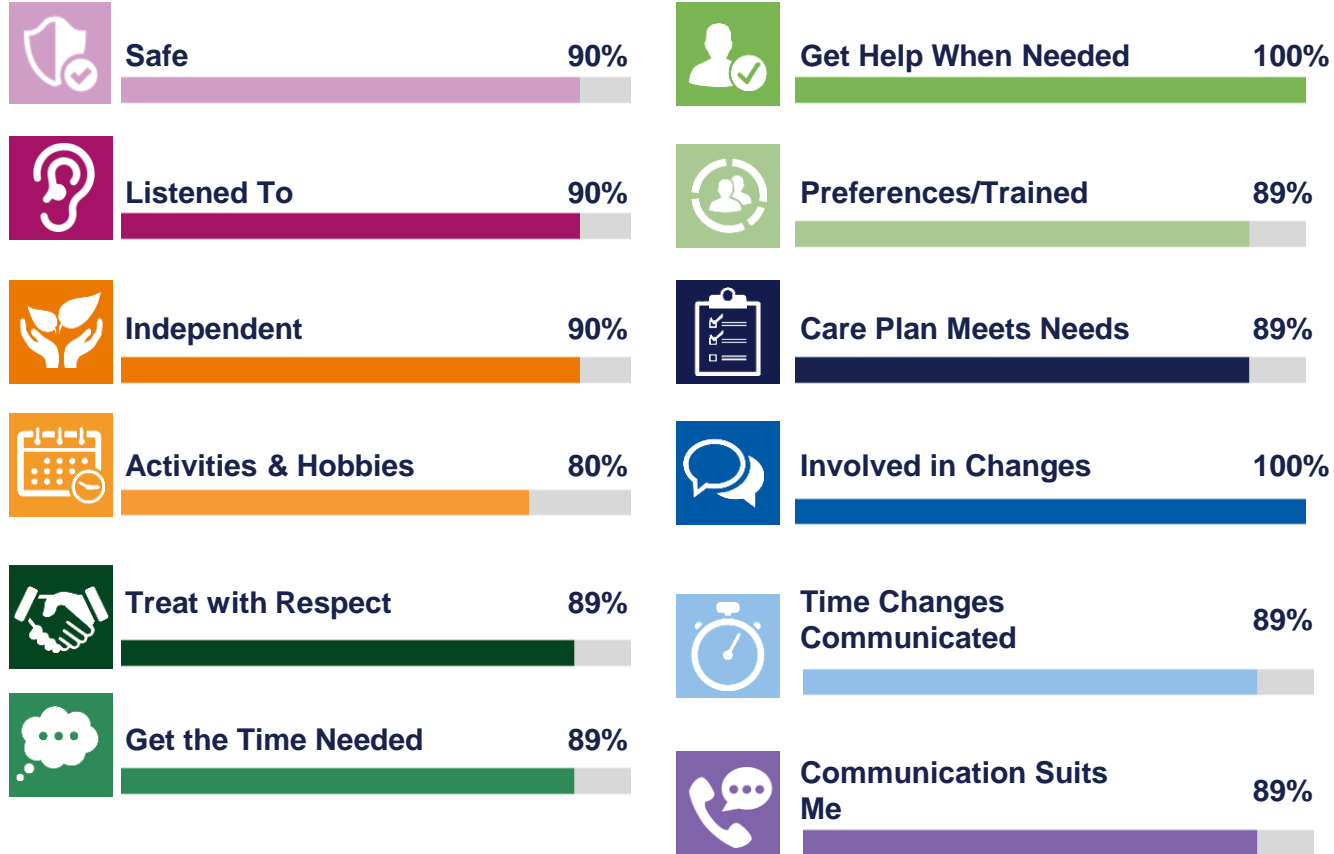 Safe 90%
Listened To 90%
Independent 90%
Activities & Hobbies 80%
Treat with Respect 89%
Get the Time Needed 89%
Get Help When Needed 100%
Preferences/Trained 89%
Care Plan Meets Needs 89%
Involved in Changes 100%
Time Changes
Communicated 89%
Communication Suits
Me 89%